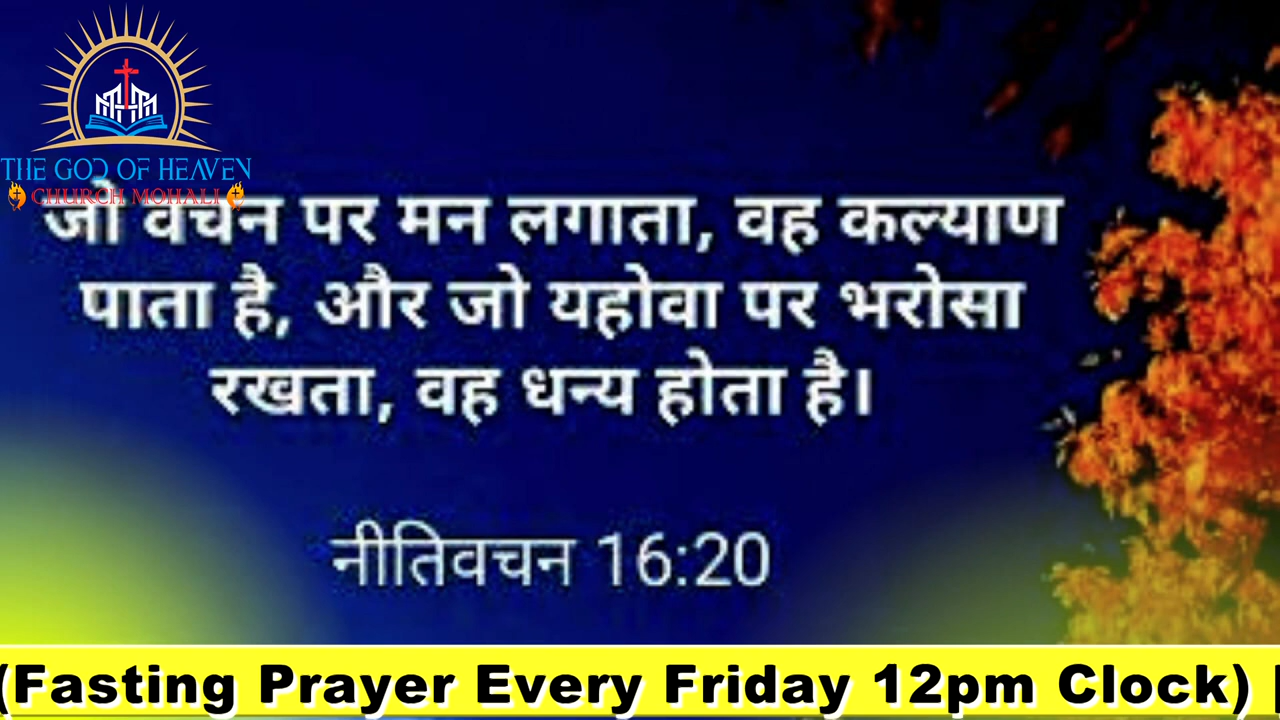 THE GOD OF HEAVEN
CHURCH MOHALI
जो वचन पर मन लगाता, वह कल्याण
पाता है, और जो यहोवा पर भरोसा
रखता, वह धन्य होता है।
नीतिवचन 16:20
(Fasting Prayer Every Friday 12pm Clock) |